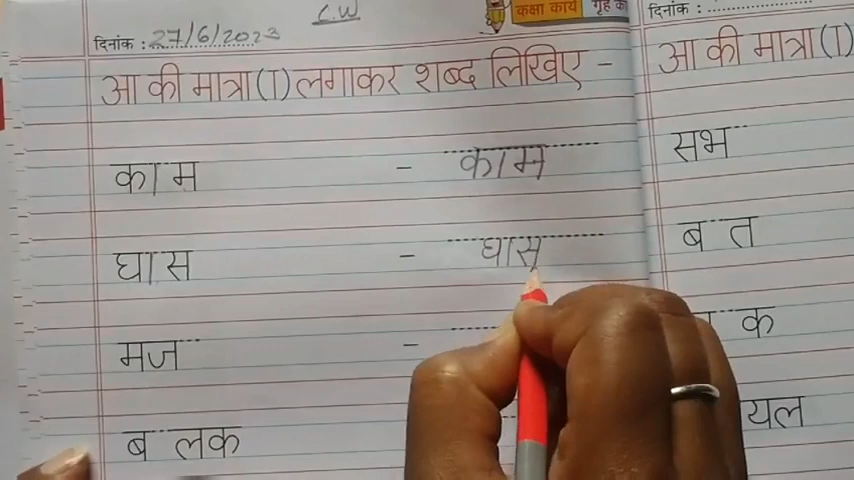 C.W
कक्षा कार्य गृह का
दिनांक : 27/6/2023
आ की मात्रा (ा) लगाकर शब्द लिखिए -
काम - काम
घास - घास
मज -
ब लक
दिनांक :
आ की मात्रा (ा)
सभ
ब त
क
यल